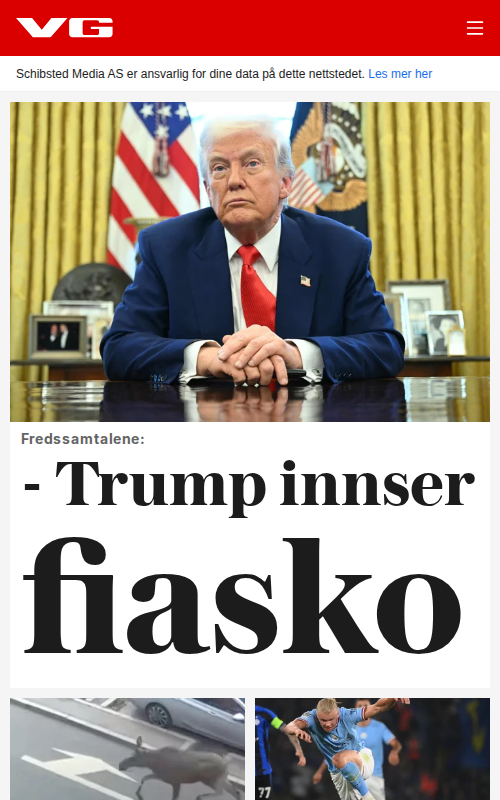 VG
Schibsted Media AS er ansvarlig for dine data på dette nettstedet. Les mer her
Fredssamtalene:
- Trump innser
fiasko
77